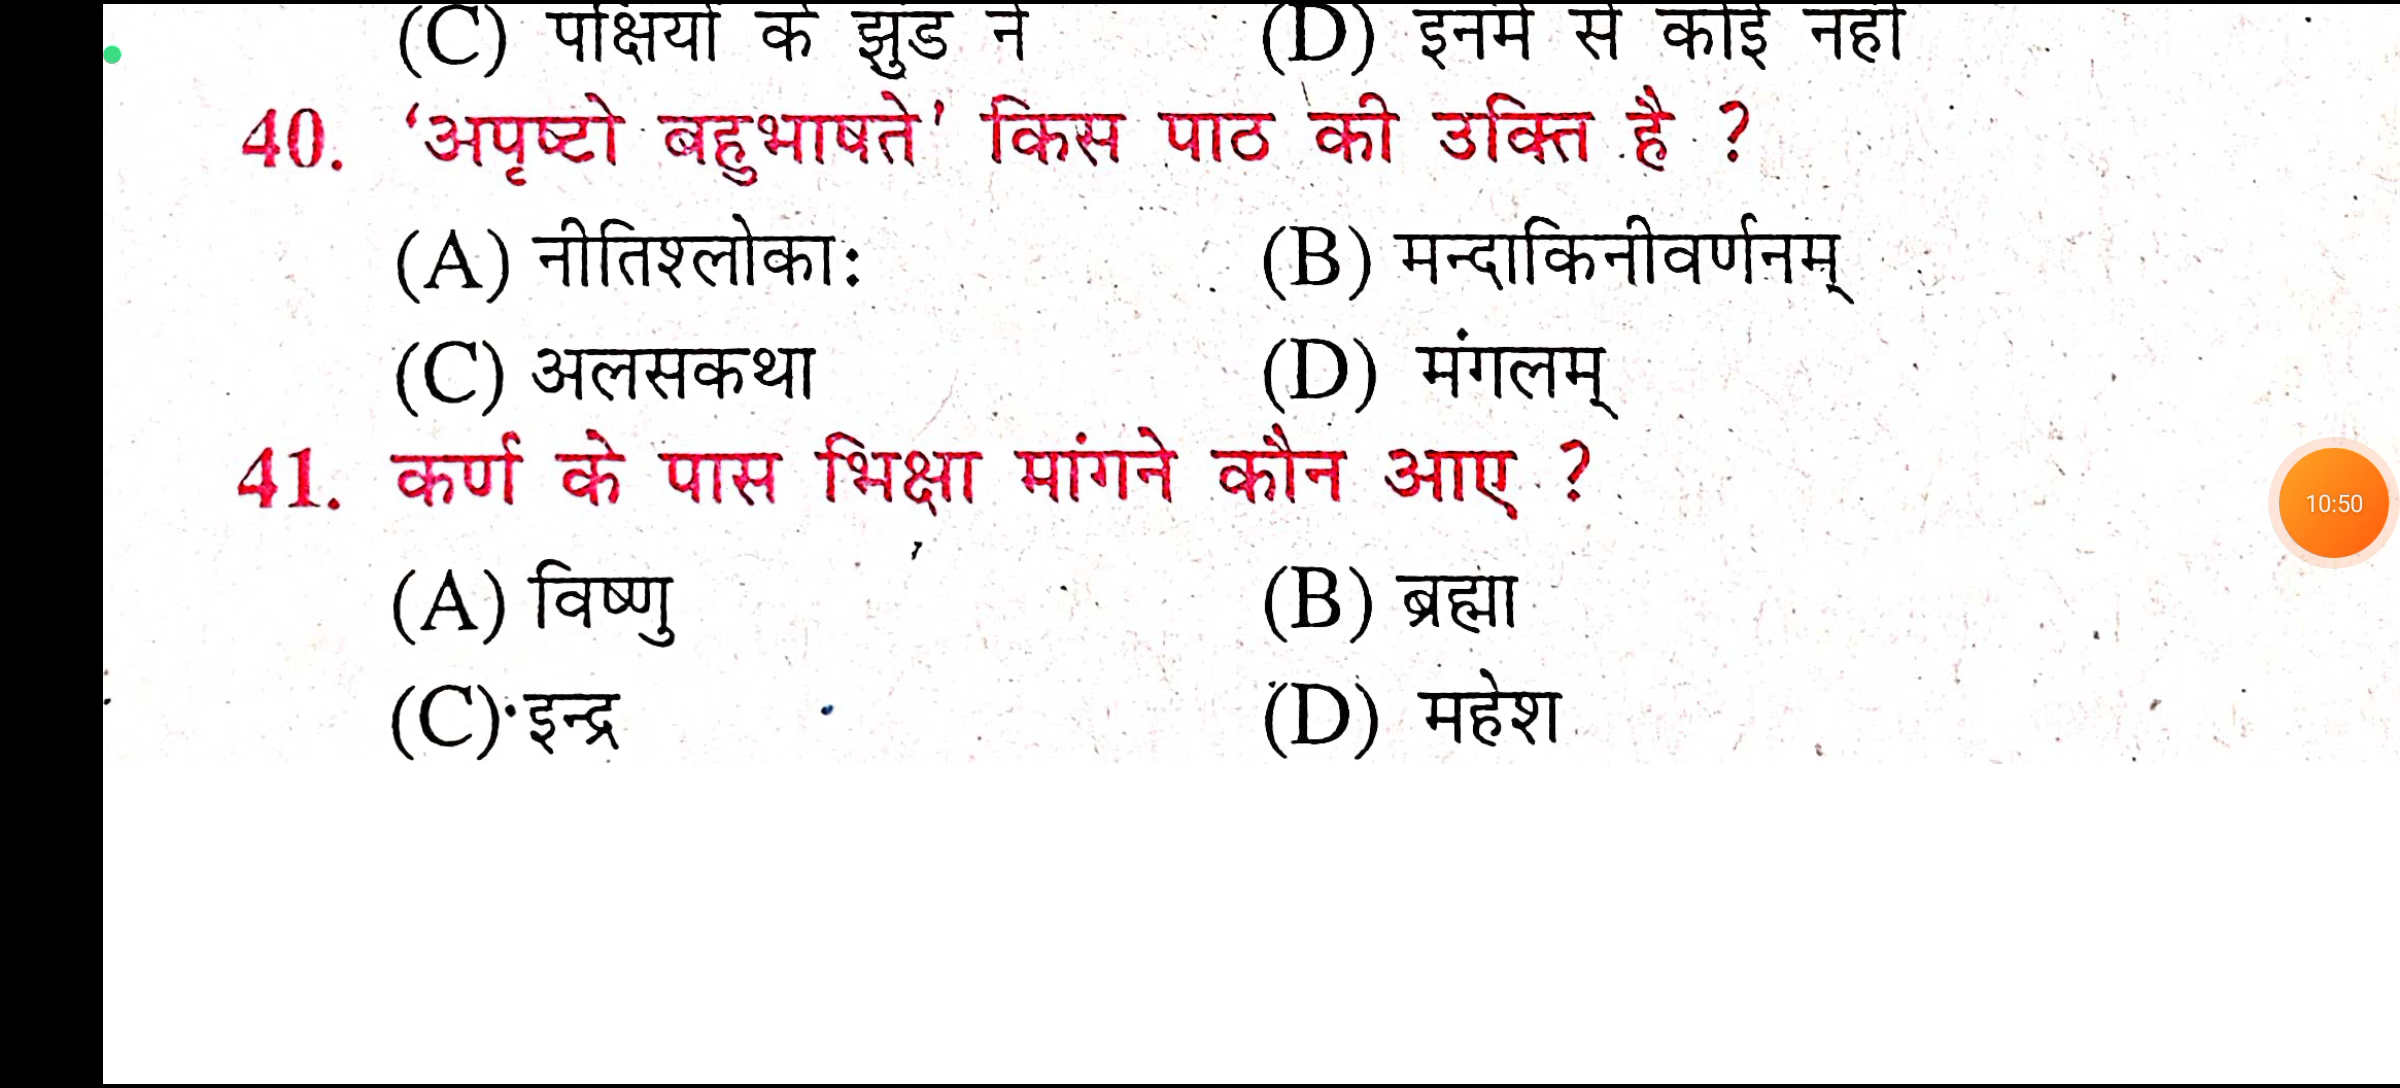 (C) पक्षियों के झुंड ने (D) इनमें से कोई नहीं
40. ‘अपृष्टो बहुभाषते’ किस पाठ की उक्ति है ?
(A) नीतिश्लोकाः (B) मन्दाकिनीवर्णनम्
(C) अलसकथा (D) मंगलम्
41. कर्ण के पास भिक्षा मांगने कौन आए ?
10:50
(A) विष्णु (B) ब्रह्मा
(C) इन्द्र (D) महेश